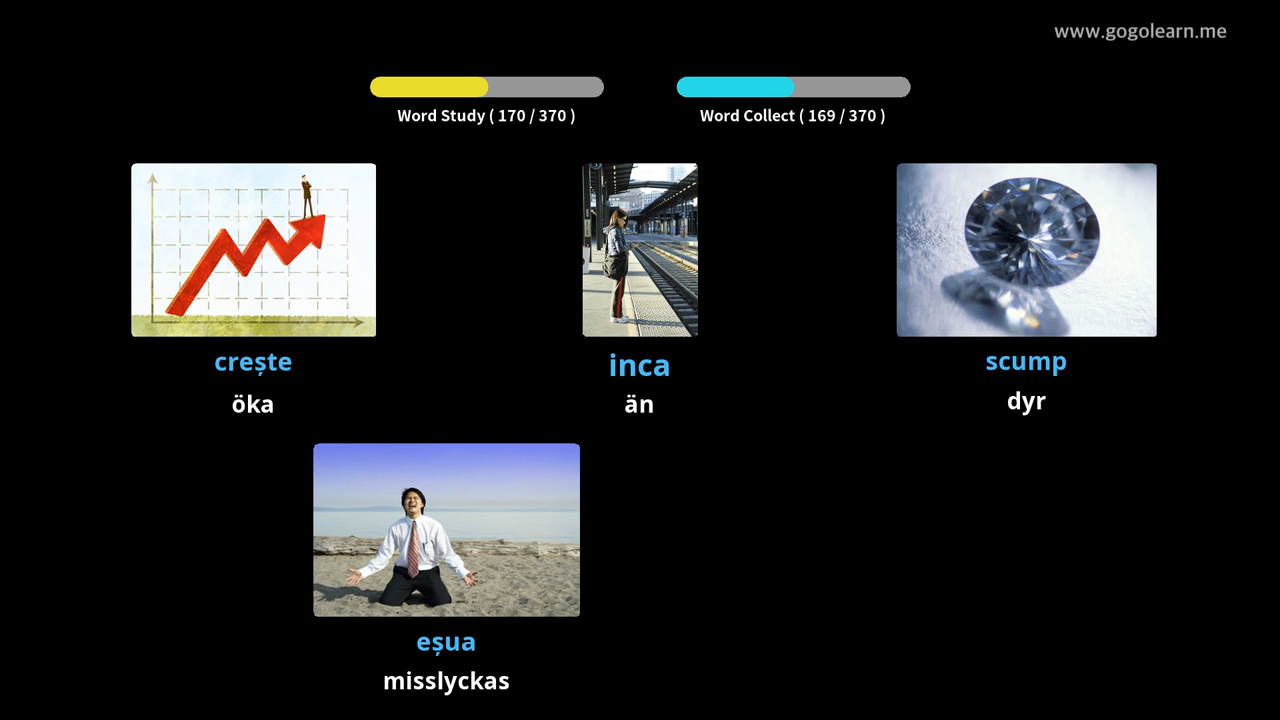 www.gogolearn.me
Word Study ( 170 / 370 )
Word Collect ( 169 / 370 )
crește
inca
scump
öka
än
dyr
eșua
misslyckas